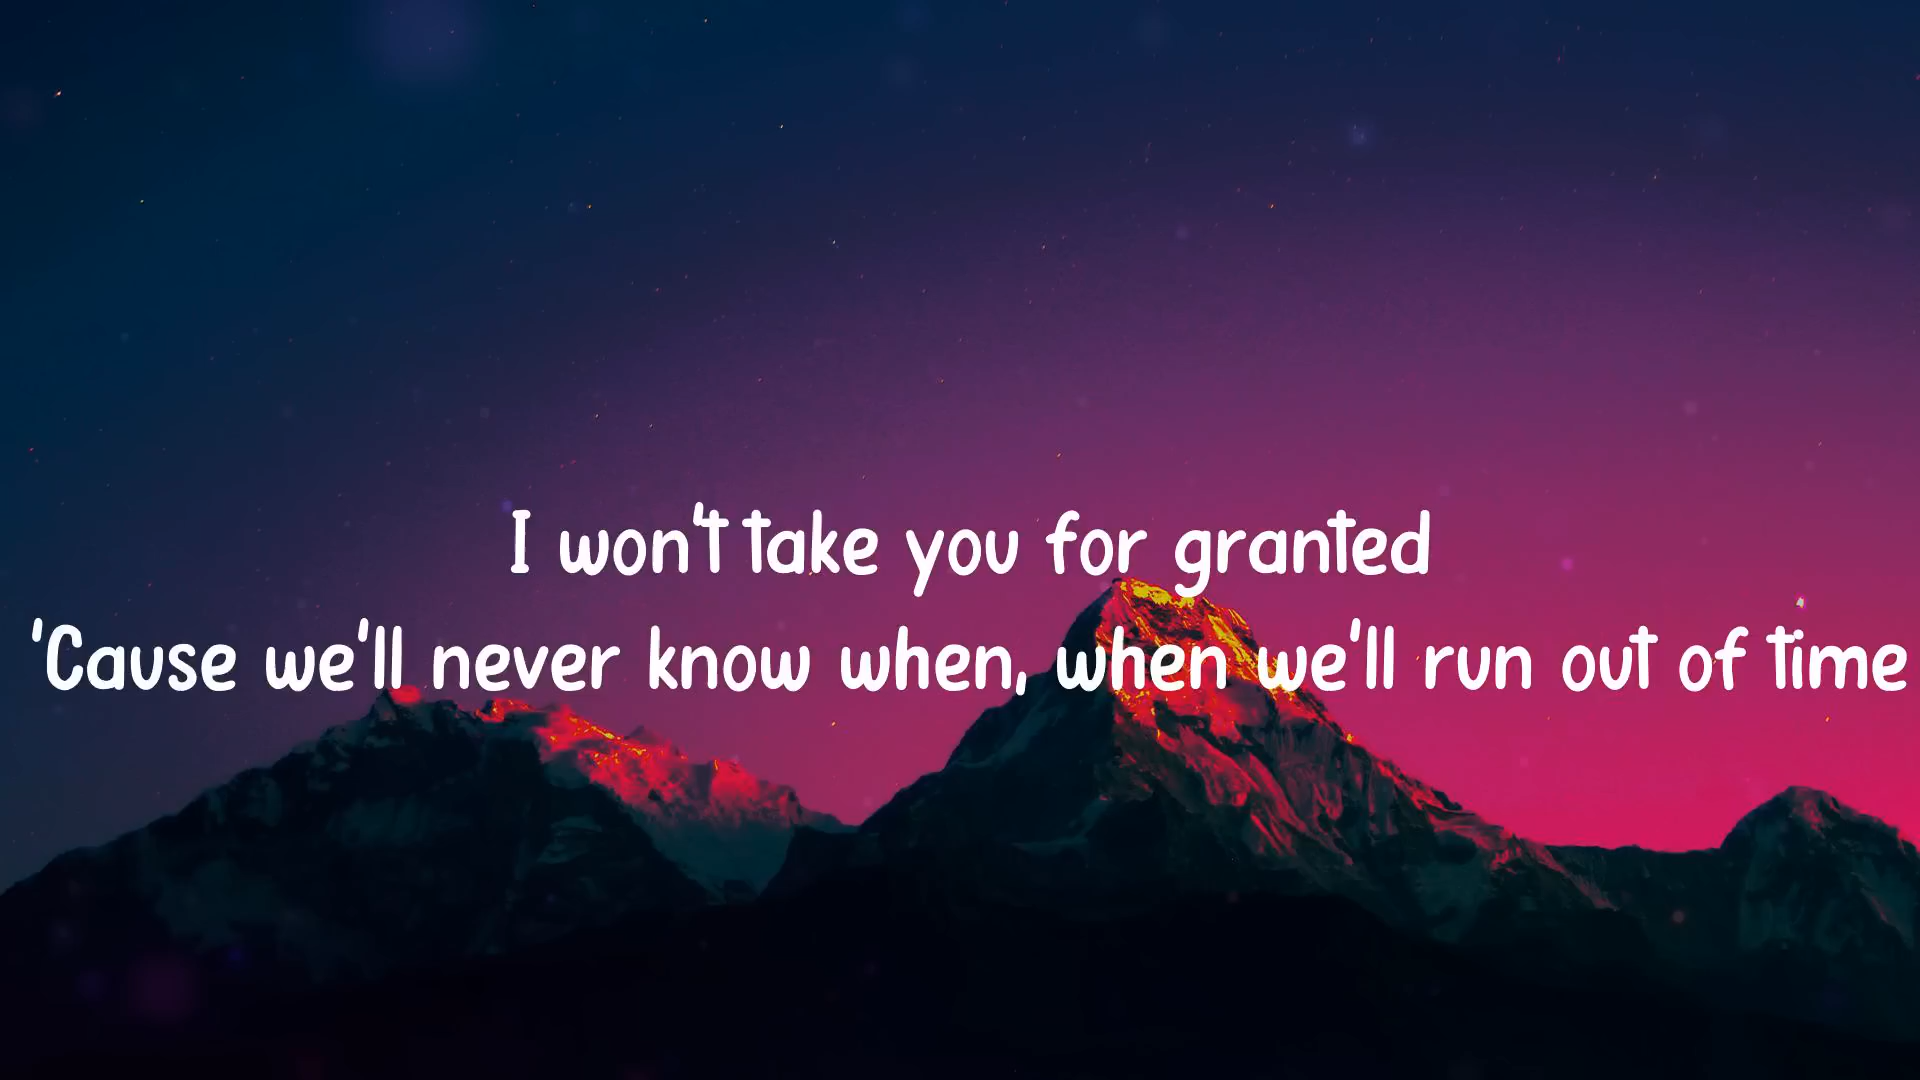 I won't take you for granted
'Cause we'll never know when, when we'll run out of time